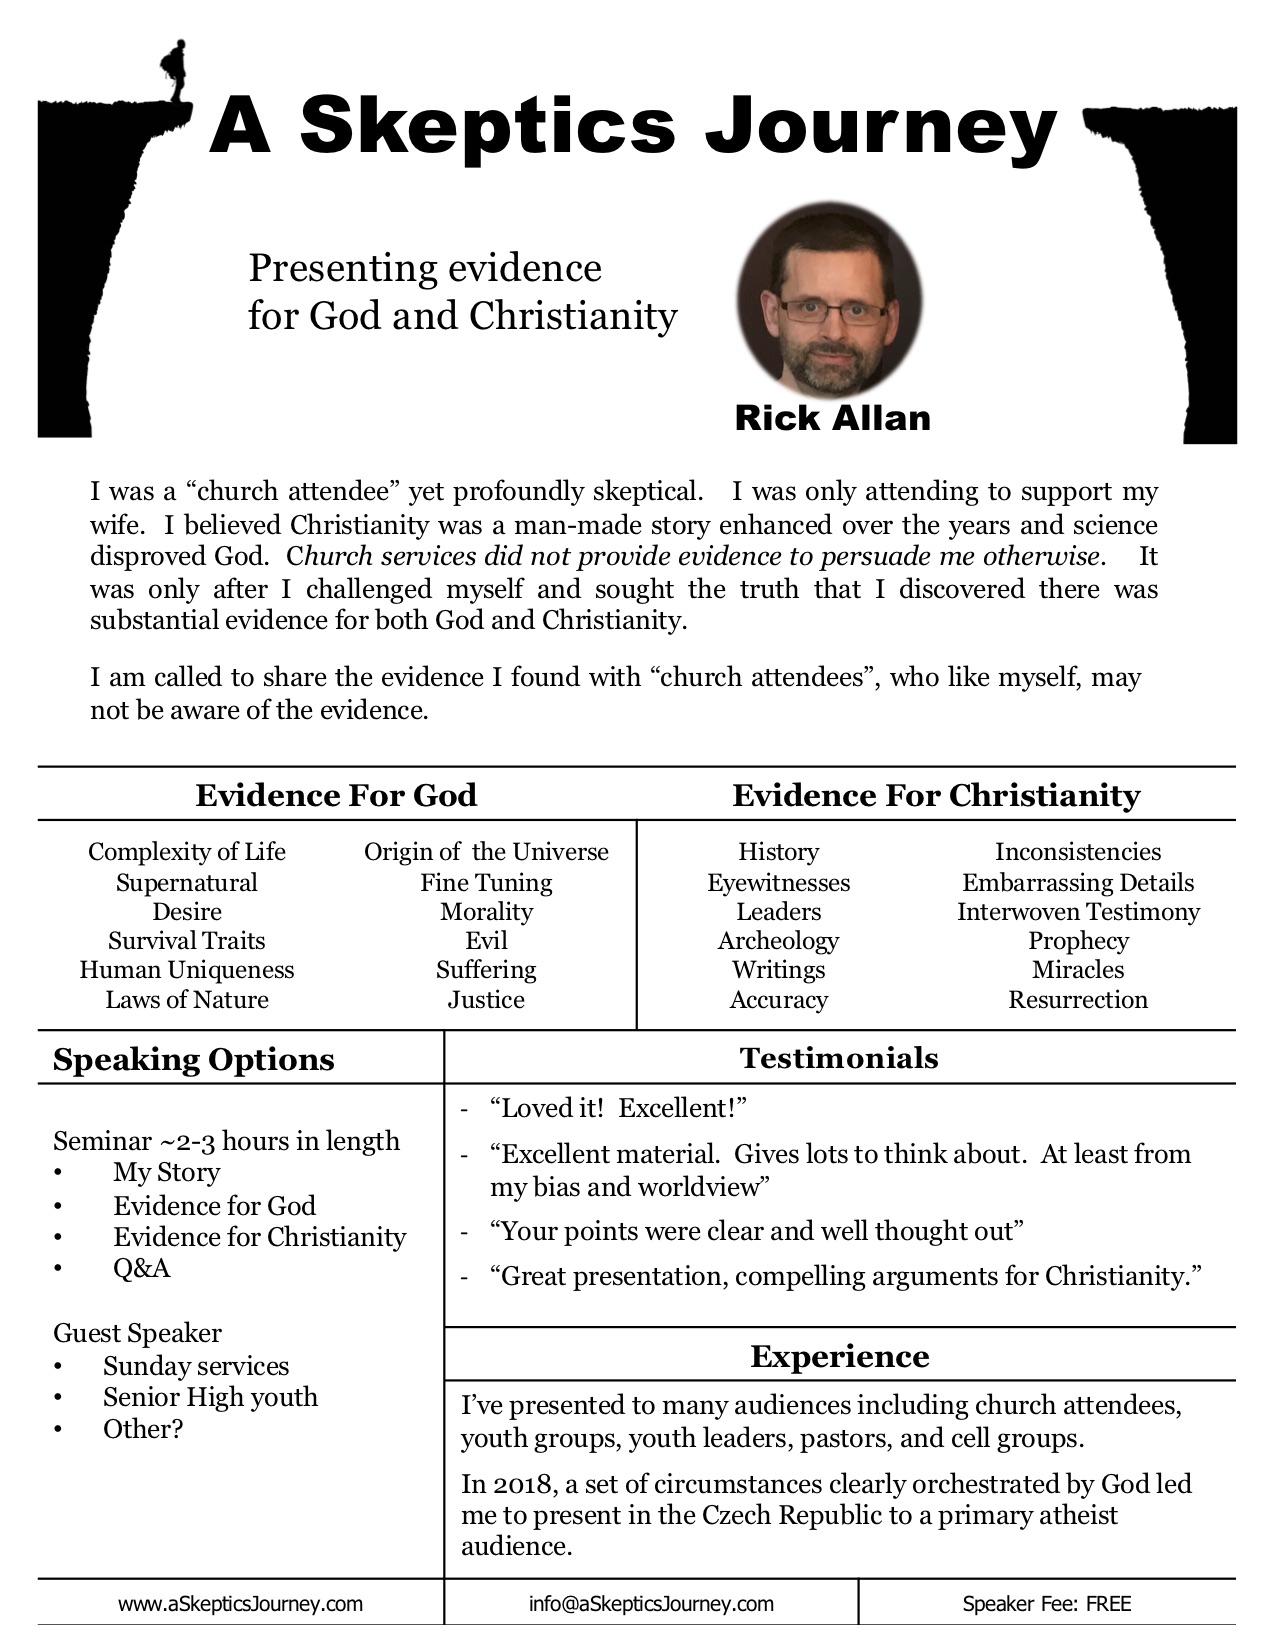 A Skeptics Journey
Presenting evidence
for God and Christianity
Rick Allan
I was a “church attendee” yet profoundly skeptical. I was only attending to support my
wife. I believed Christianity was a man-made story enhanced over the years and science
disproved God. Church services did not provide evidence to persuade me otherwise. It
was only after I challenged myself and sought the truth that I discovered there was
substantial evidence for both God and Christianity.
I am called to share the evidence I found with “church attendees”, who like myself, may
not be aware of the evidence.
Evidence For God
Complexity of Life
Supernatural
Desire
Survival Traits
Human Uniqueness
Laws of Nature
Origin of the Universe
Fine Tuning
Morality
Evil
Suffering
Justice
Evidence For Christianity
History
Eyewitnesses
Leaders
Archeology
Writings
Accuracy
Inconsistencies
Embarrassing Details
Interwoven Testimony
Prophecy
Miracles
Resurrection
Speaking Options
Seminar ~2-3 hours in length
• My Story
• Evidence for God
• Evidence for Christianity
• Q&A
Guest Speaker
• Sunday services
• Senior High youth
• Other?
Testimonials
- “Loved it! Excellent!”
- “Excellent material. Gives lots to think about. At least from
my bias and worldview”
- “Your points were clear and well thought out”
- “Great presentation, compelling arguments for Christianity.”
Experience
I’ve presented to many audiences including church attendees,
youth groups, youth leaders, pastors, and cell groups.
In 2018, a set of circumstances clearly orchestrated by God led
me to present in the Czech Republic to a primary atheist
audience.
www.aSkepticsJourney.com
info@aSkepticsJourney.com
Speaker Fee: FREE